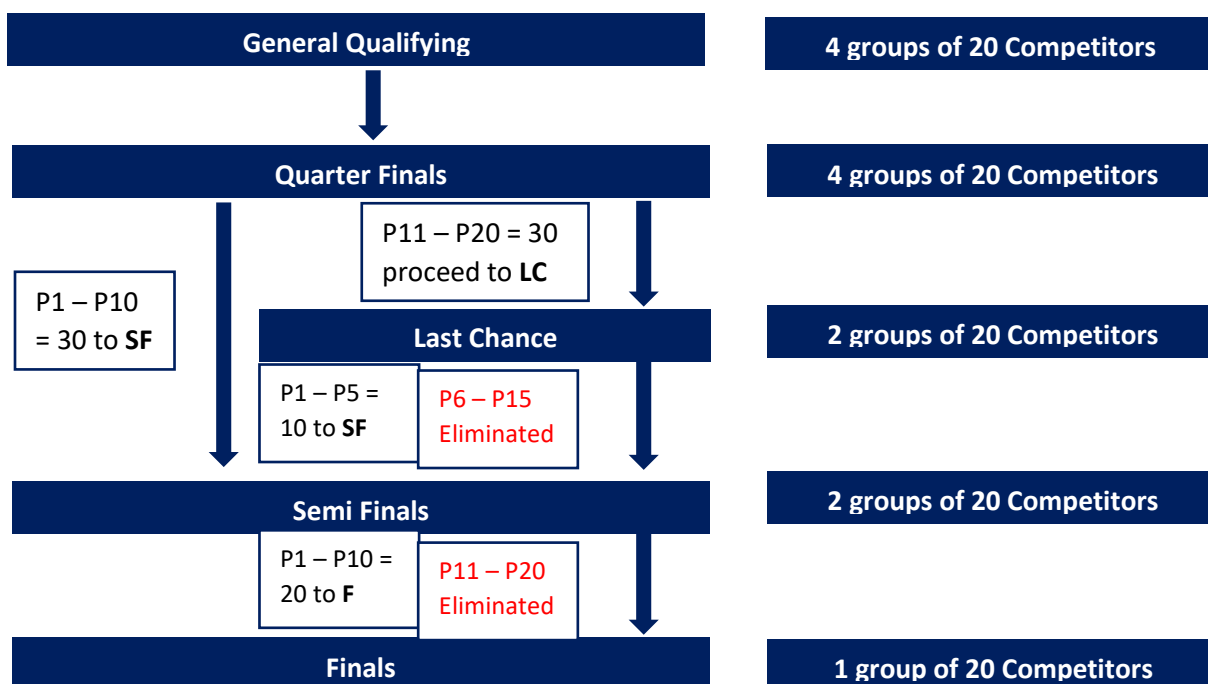 General Qualifying
4 groups of 20 Competitors
Quarter Finals
4 groups of 20 Competitors
P11 – P20 = 30
proceed to LC
P1 – P10
= 30 to SF
Last Chance
2 groups of 20 Competitors
P1 – P5 =
10 to SF
P6 – P15
Eliminated
Semi Finals
2 groups of 20 Competitors
P1 – P10 =
20 to F
P11 – P20
Eliminated
Finals
1 group of 20 Competitors